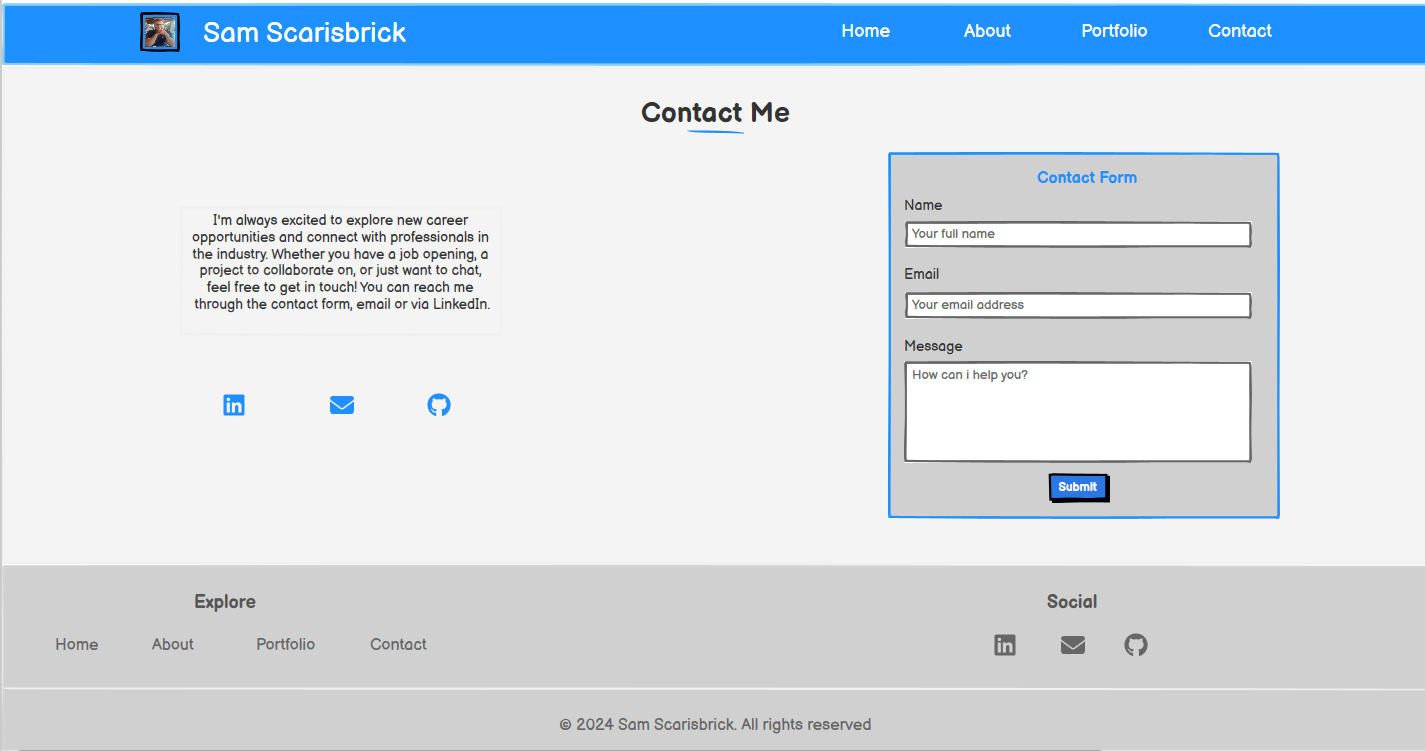 Sam Scarisbrick
Home
About
Portfolio
Contact
Contact Me
I'm always excited to explore new career
opportunities and connect with professionals in
the industry. Whether you have a job opening, a
project to collaborate on, or just want to chat,
feel free to get in touch! You can reach me
through the contact form, email or via LinkedIn.
in
Contact Form
Name
Your full name
Email
Your email address
Message
How can i help you?
Submit
Explore
Home
About
Portfolio
Contact
Social
in
© 2024 Sam Scarisbrick. All rights reserved